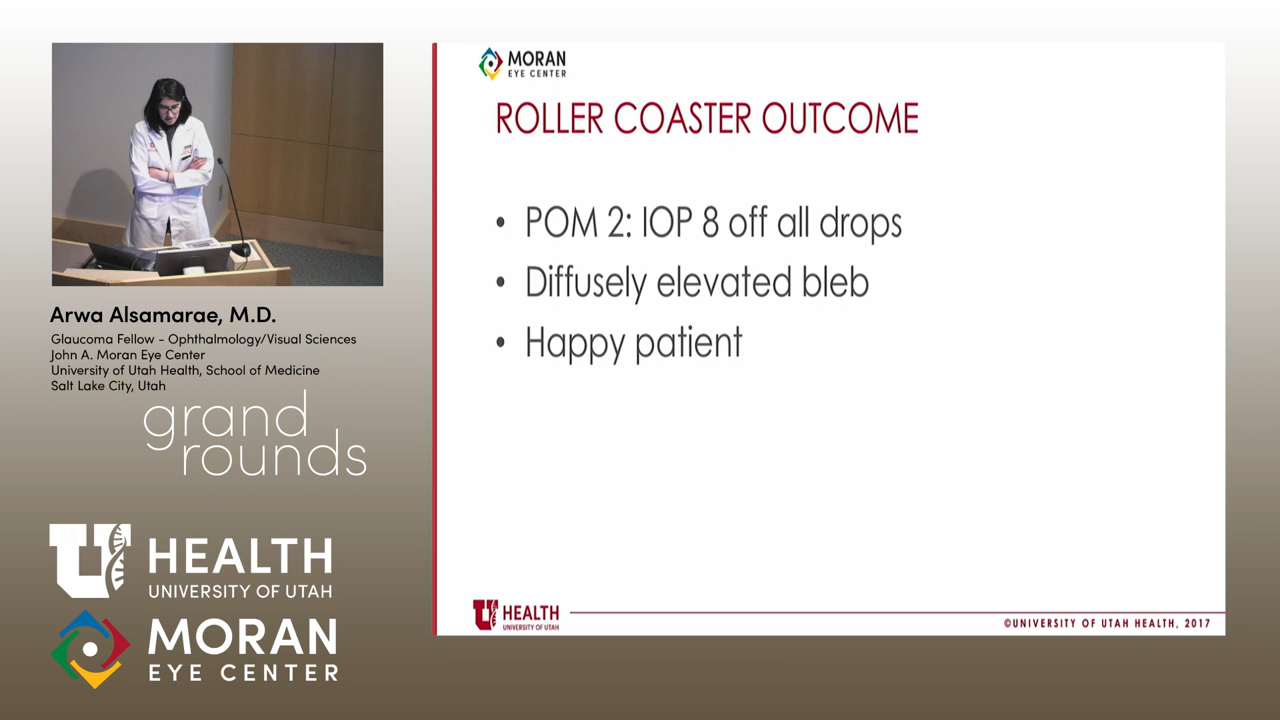 MORAN
EYE CENTER
ROLLER COASTER OUTCOME
• POM 2: IOP 8 off all drops
• Diffusely elevated bleb
• Happy patient
U HEALTH
UNIVERSITY OF UTAH
©UNIVERSITY OF UTAH HEALTH, 2017
Arwa Alsamarae, M.D.
Glaucoma Fellow - Ophthalmology/Visual Sciences
John A. Moran Eye Center
University of Utah Health, School of Medicine
Salt Lake City, Utah
grand
rounds
U HEALTH
UNIVERSITY OF UTAH
MORAN
EYE CENTER